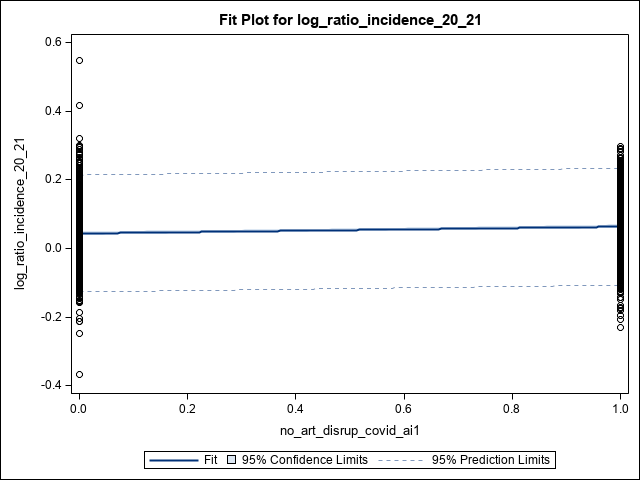 Fit Plot for log_ratio_incidence_20_21
0.6
0.4
0.2
0.0
-0.2
-0.4
log_ratio_incidence_20_21
0.0 0.2 0.4 0.6 0.8 1.0
no_art_disrup_covid_ai1
Fit 95% Confidence Limits 95% Prediction Limits